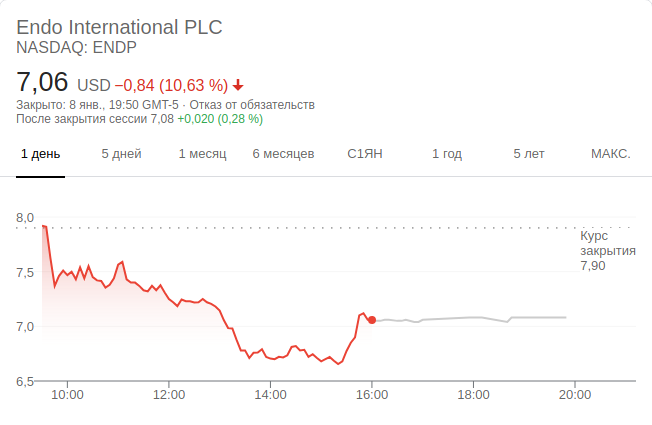 Endo International PLC
NASDAQ: ENDP
7,06 USD −0,84 (10,63 %)
Закрыто: 8 янв., 19:50 GMT-5 · Отказ от обязательств
После закрытия сессии 7,08 +0,020 (0,28 %)
1 день 5 дней 1 месяц 6 месяцев С1ЯН 1 год 5 лет МАКС.
8,0
Курс
закрытия
7,90
7,5
7,0
6,5
10:00 12:00 14:00 16:00 18:00 20:00